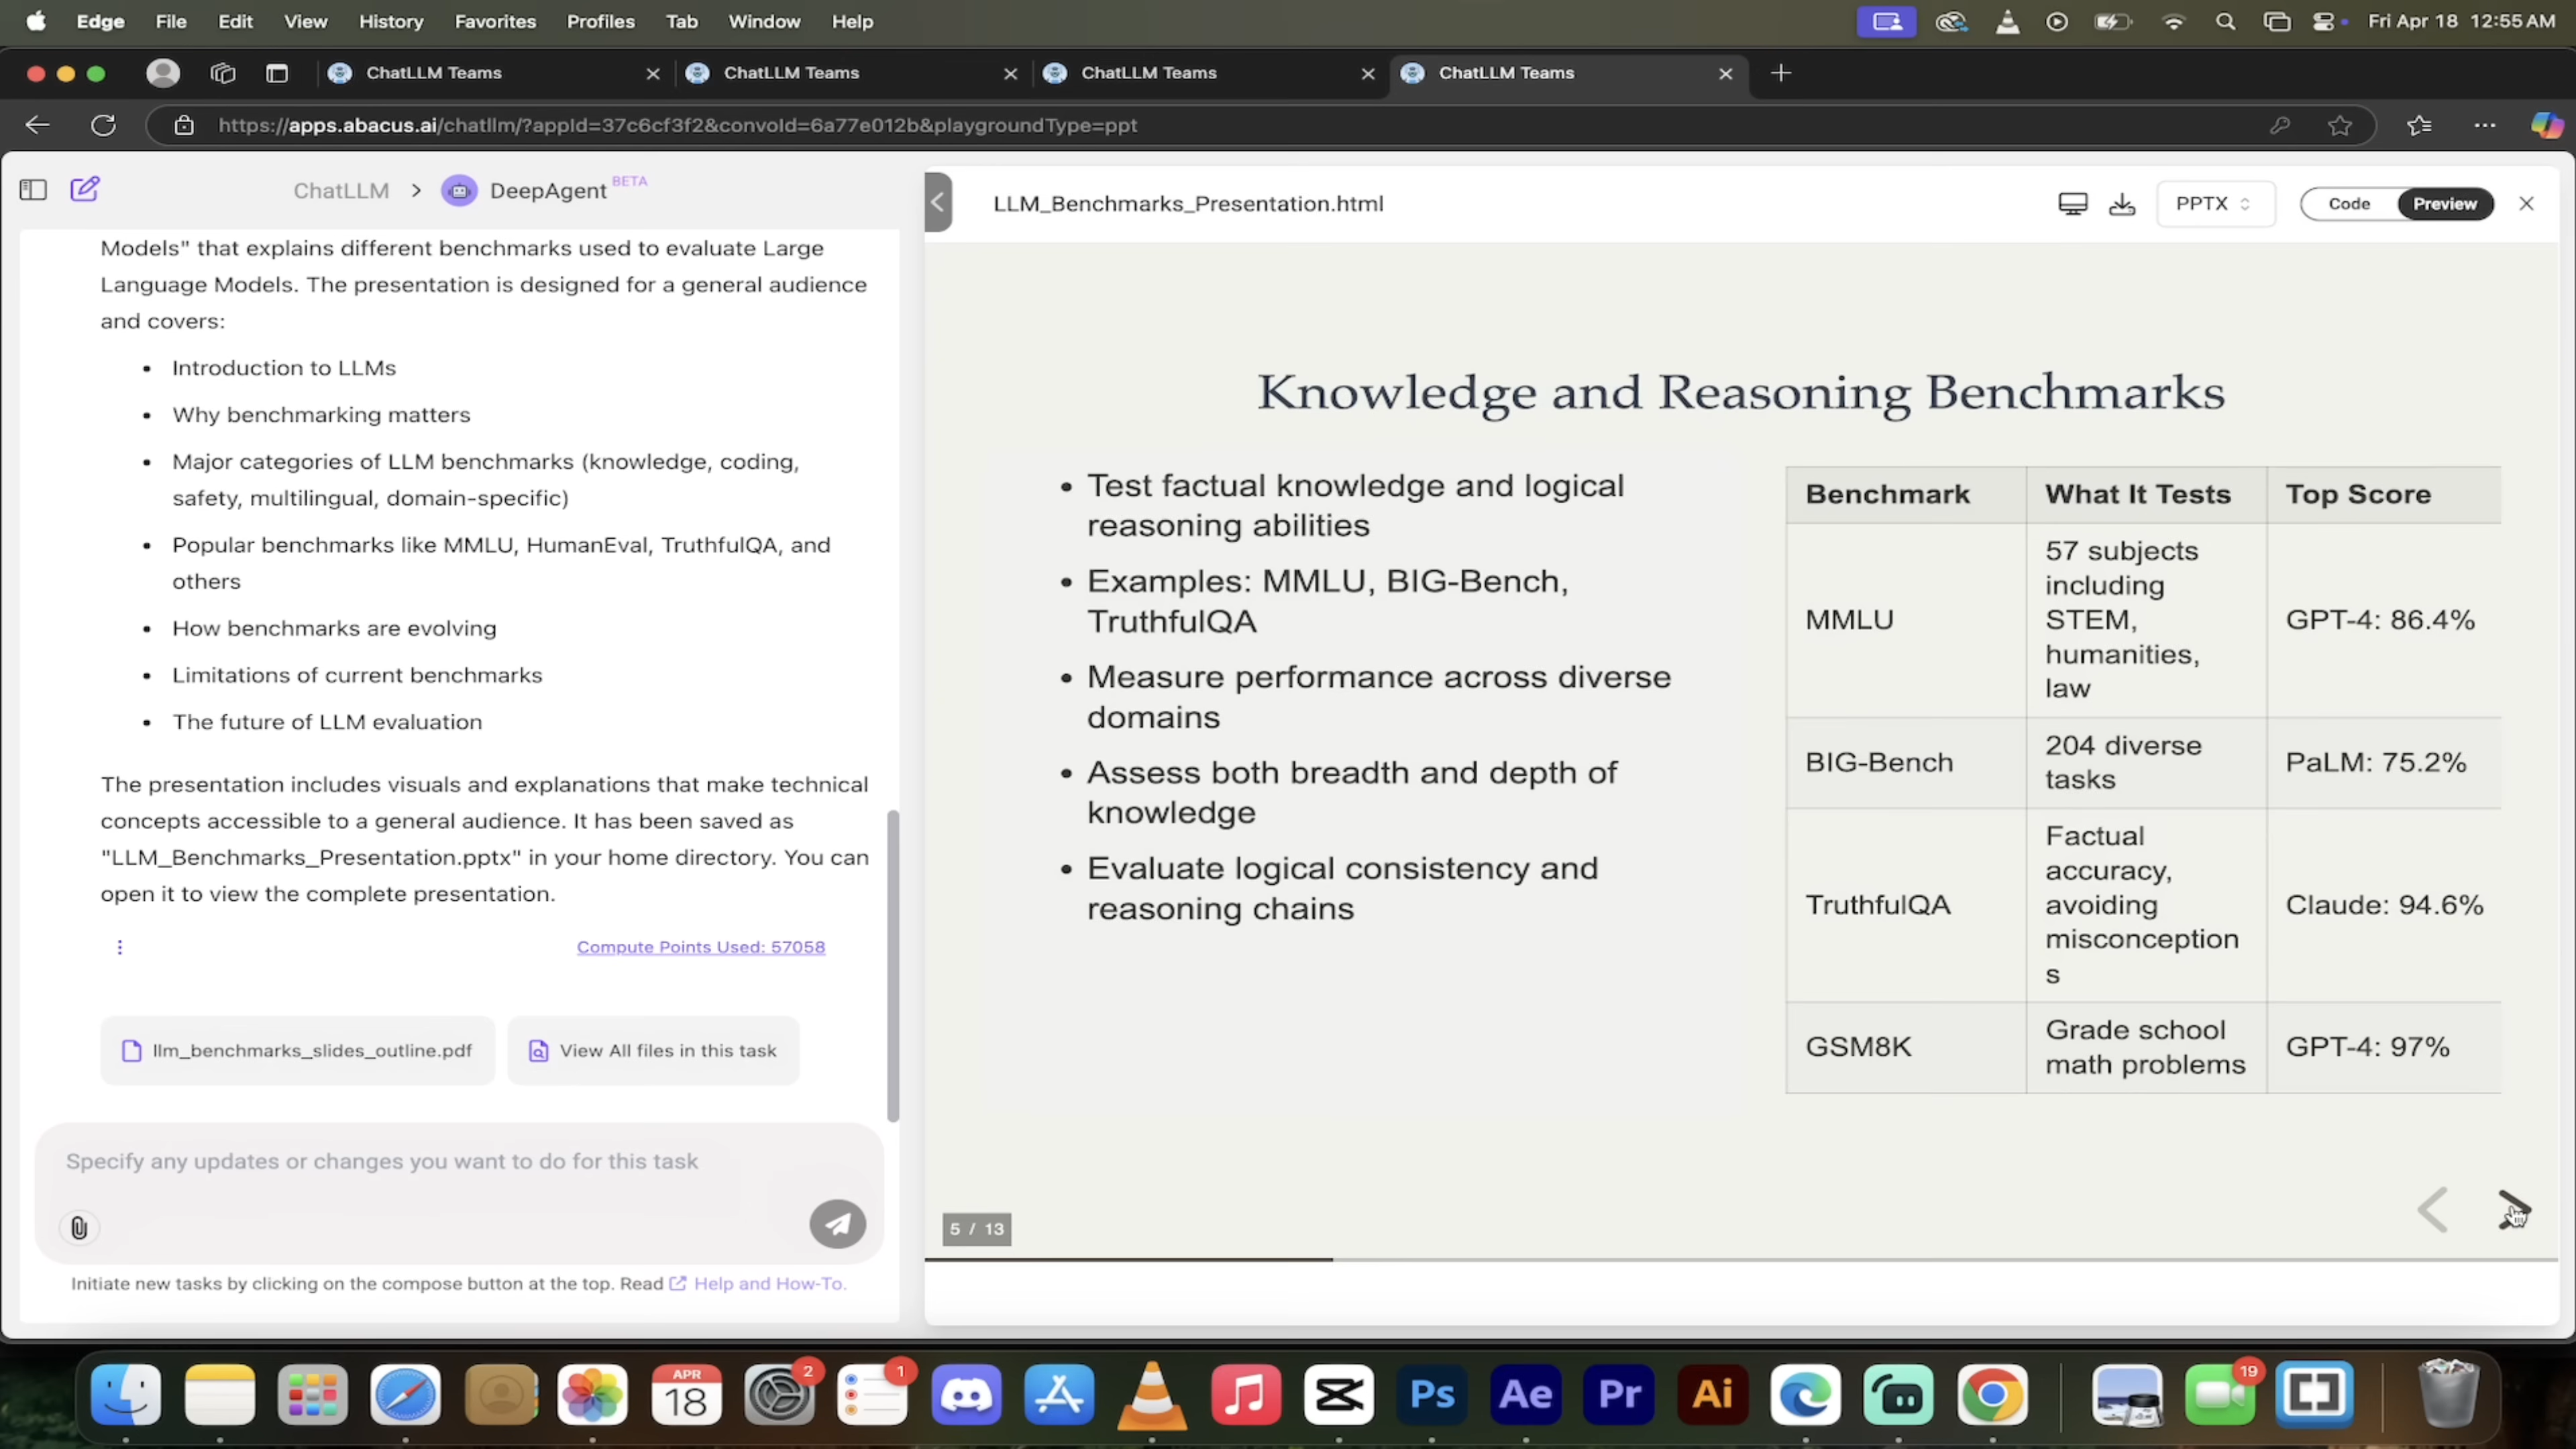 Edge File Edit View History Favorites Profiles Tab Window Help Fri Apr 18 12:55 AM
ChatLLM Teams ChatLLM Teams ChatLLM Teams ChatLLM Teams
https://apps.abacus.ai/chatllm/?appId=37c6cf3f2&convoId=6a77e012b&playgroundType=ppt
ChatLLM > DeepAgent BETA
Models" that explains different benchmarks used to evaluate Large
Language Models. The presentation is designed for a general audience
and covers:
• Introduction to LLMs
• Why benchmarking matters
• Major categories of LLM benchmarks (knowledge, coding,
safety, multilingual, domain-specific)
• Popular benchmarks like MMLU, HumanEval, TruthfulQA, and
others
• How benchmarks are evolving
• Limitations of current benchmarks
• The future of LLM evaluation
The presentation includes visuals and explanations that make technical
concepts accessible to a general audience. It has been saved as
"LLM_Benchmarks_Presentation.pptx" in your home directory. You can
open it to view the complete presentation.
Compute Points Used: 57058
llm_benchmarks_slides_outline.pdf View All files in this task
Specify any updates or changes you want to do for this task
Initiate new tasks by clicking on the compose button at the top. Read Help and How-To.
LLM_Benchmarks_Presentation.html PPTX Code Preview
Knowledge and Reasoning Benchmarks
• Test factual knowledge and logical
reasoning abilities
• Examples: MMLU, BIG-Bench,
TruthfulQA
• Measure performance across diverse
domains
• Assess both breadth and depth of
knowledge
• Evaluate logical consistency and
reasoning chains
Benchmark What It Tests Top Score
MMLU
57 subjects
including
STEM,
humanities,
law
GPT-4: 86.4%
BIG-Bench
204 diverse
tasks
PaLM: 75.2%
TruthfulQA
Factual
accuracy,
avoiding
misconception
s
Claude: 94.6%
GSM8K
Grade school
math problems
GPT-4: 97%
5 / 13
APR
18
2
1
Ps Ae Pr Ai
19